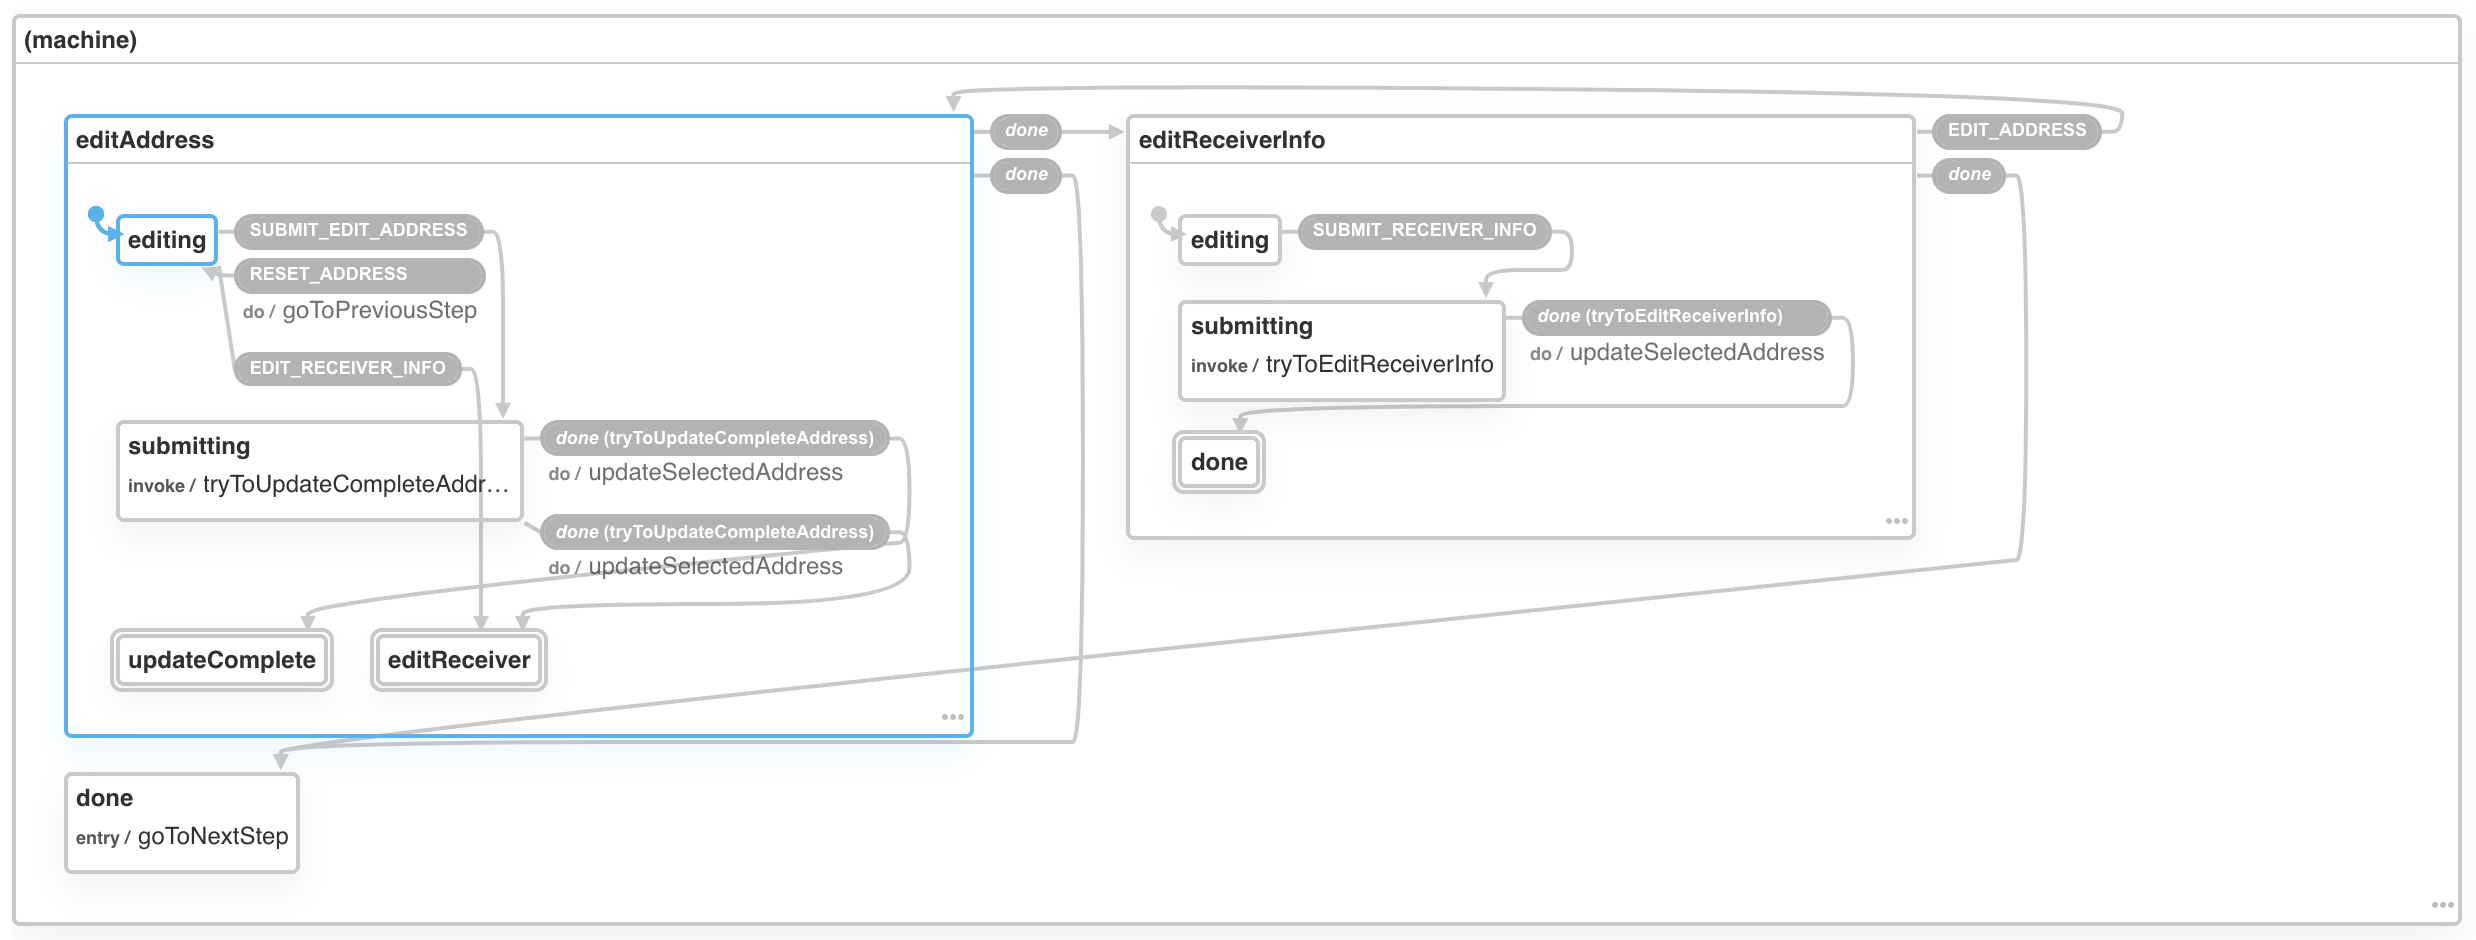 (machine)
editAddress
done
done
editing
SUBMIT_EDIT_ADDRESS
RESET_ADDRESS
do / goToPreviousStep
EDIT_RECEIVER_INFO
submitting
invoke / tryToUpdateCompleteAddr…
done (tryToUpdateCompleteAddress)
do / updateSelectedAddress
done (tryToUpdateCompleteAddress)
do / updateSelectedAddress
updateComplete
editReceiver
editReceiverInfo
EDIT_ADDRESS
done
editing
SUBMIT_RECEIVER_INFO
submitting
invoke / tryToEditReceiverInfo
done (tryToEditReceiverInfo)
do / updateSelectedAddress
done
done
entry / goToNextStep